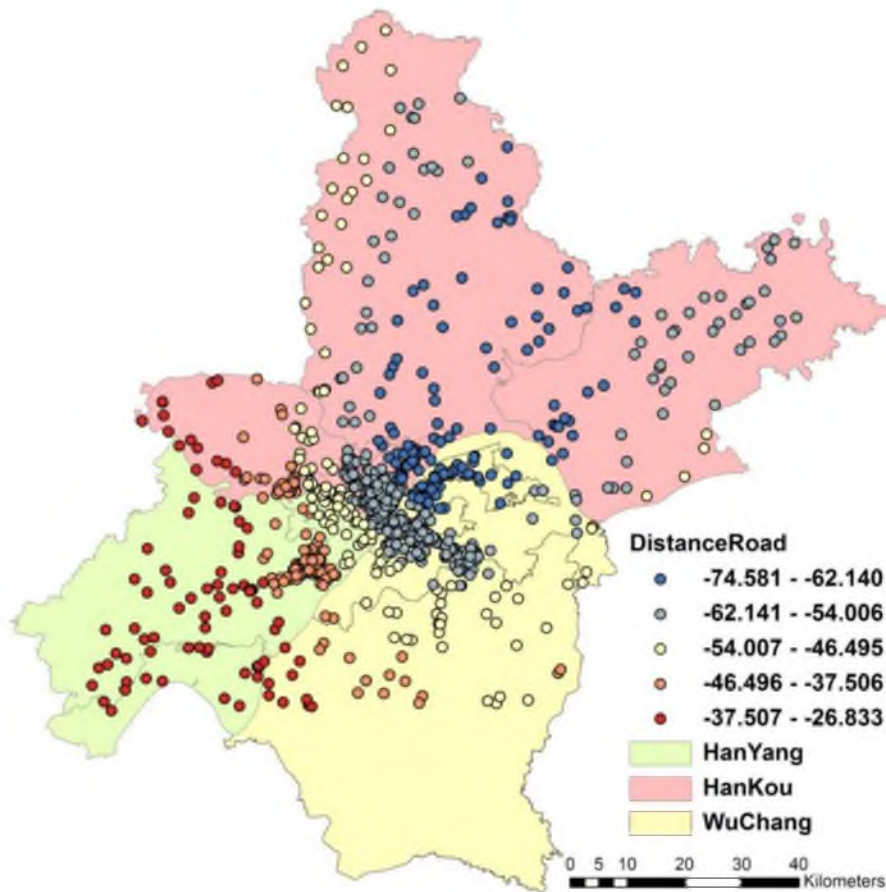 DistanceRoad
-74.581 - -62.140
-62.141 - -54.006
-54.007 - -46.495
-46.496 - -37.506
-37.507 - -26.833
HanYang
HanKou
WuChang
0 5 10 20 30 40
Kilometers